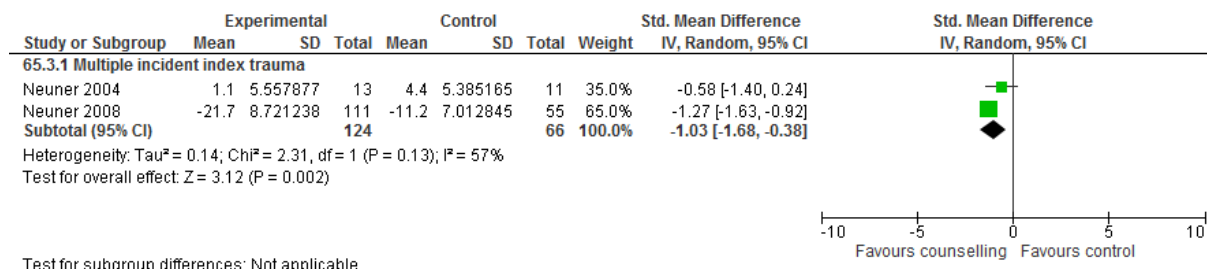 Experimental Control Std. Mean Difference Std. Mean Difference
Study or Subgroup Mean SD Total Mean SD Total Weight IV, Random, 95% CI IV, Random, 95% CI
65.3.1 Multiple incident index trauma
Neuner 2004 1.1 5.557877 13 4.4 5.385165 11 35.0% -0.58 [-1.40, 0.24]
Neuner 2008 -21.7 8.721238 111 -11.2 7.012845 55 65.0% -1.27 [-1.63, -0.92]
Subtotal (95% CI) 124 66 100.0% -1.03 [-1.68, -0.38]
Heterogeneity: Tau² = 0.14; Chi² = 2.31, df = 1 (P = 0.13); I² = 57%
Test for overall effect: Z = 3.12 (P = 0.002)
-10 -5 0 5 10
Favours counselling Favours control
Test for subgroup differences: Not applicable